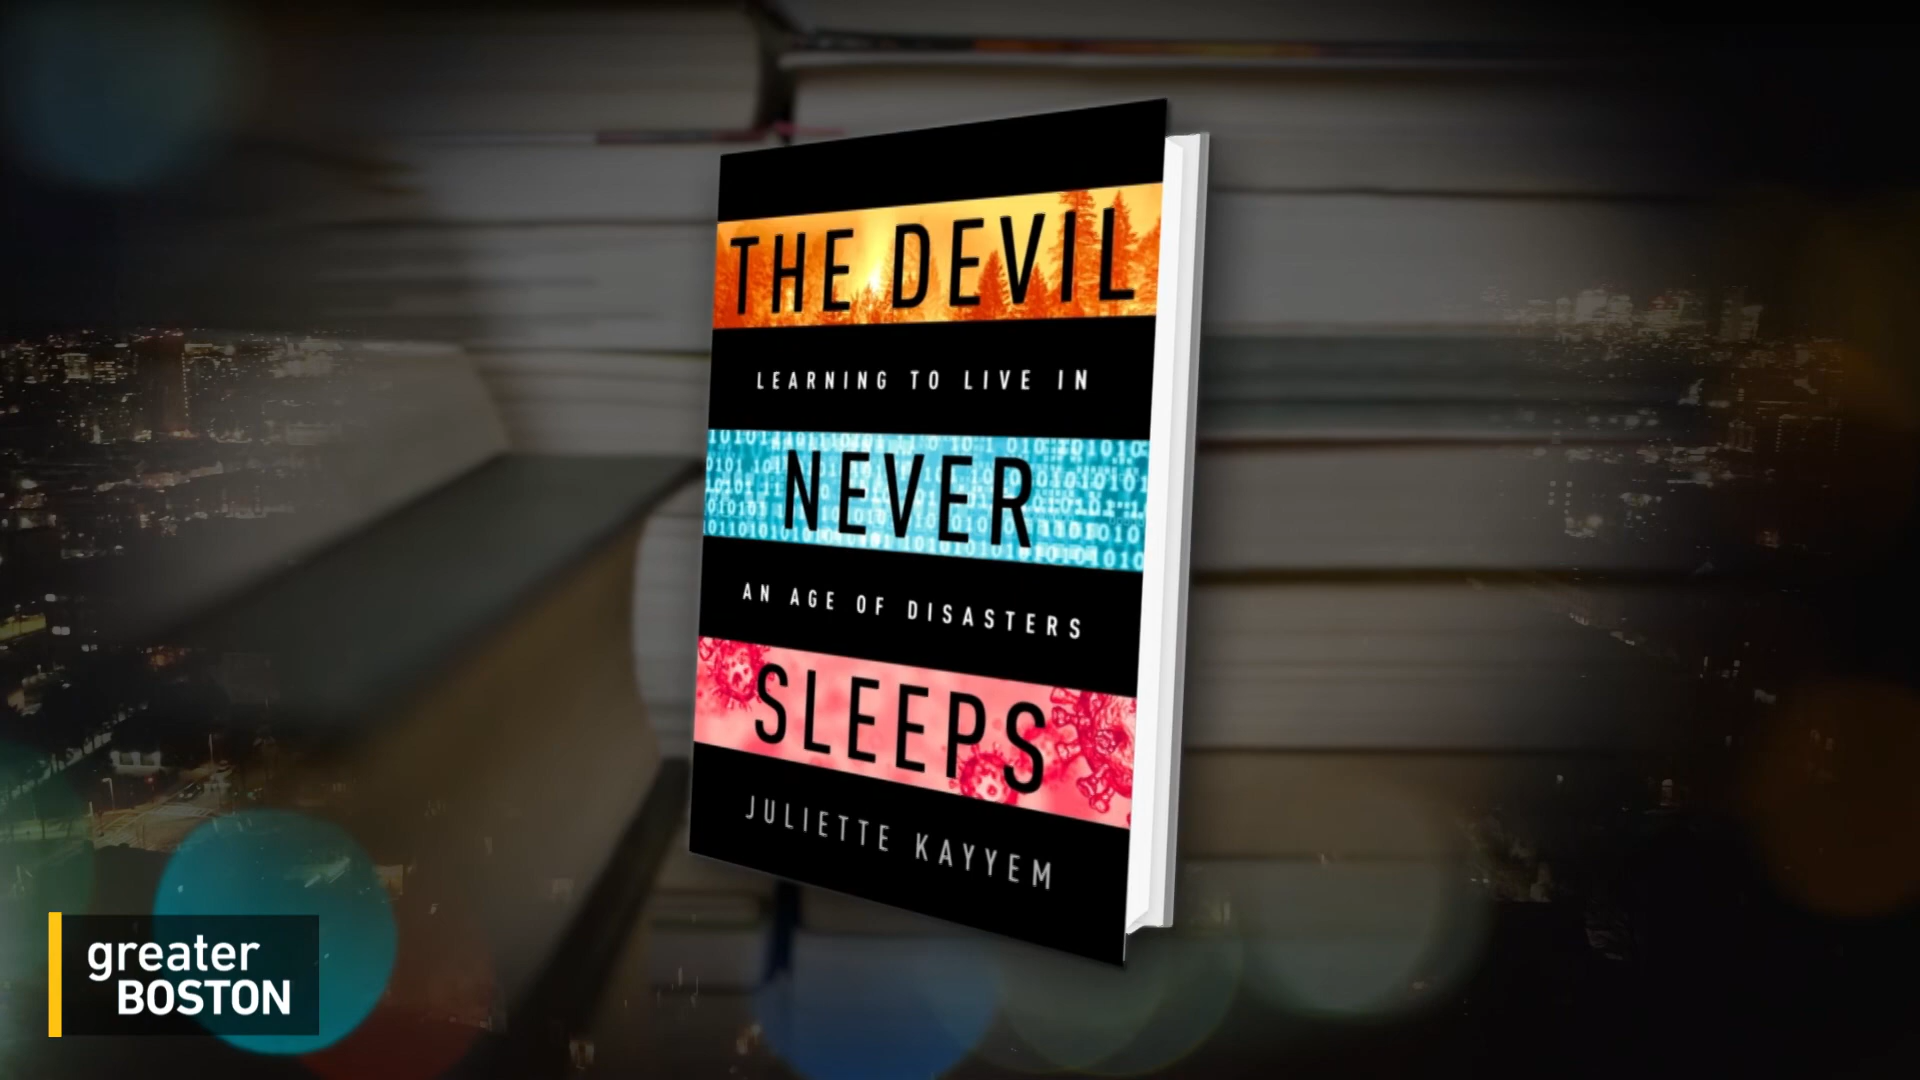 THE DEVIL
LEARNING TO LIVE IN
NEVER
AN AGE OF DISASTERS
SLEEPS
JULIETTE KAYYEM
greater
BOSTON